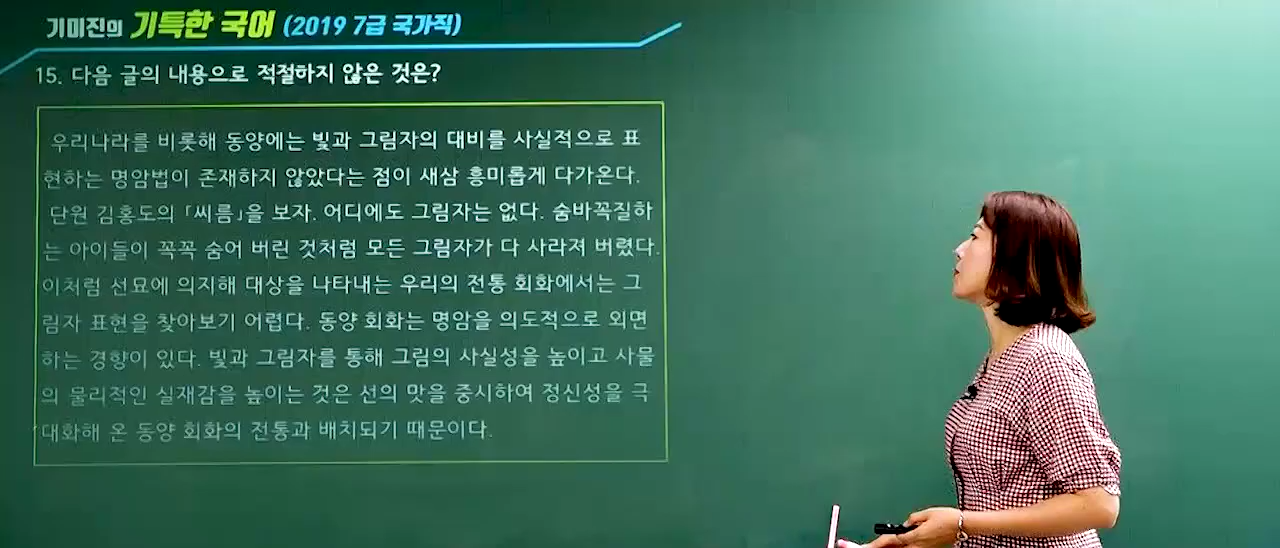 기미진의 기특한 국어 (2019 7급 국가직)
15. 다음 글의 내용으로 적절하지 않은 것은?
우리나라를 비롯해 동양에는 빛과 그림자의 대비를 사실적으로 표
현하는 명암법이 존재하지 않았다는 점이 새삼 흥미롭게 다가온다.
단원 김홍도의 「씨름」을 보자. 어디에도 그림자는 없다. 숨바꼭질하
는 아이들이 꼭꼭 숨어 버린 것처럼 모든 그림자가 다 사라져 버렸다.
이처럼 선묘에 의지해 대상을 나타내는 우리의 전통 회화에서는 그
림자 표현을 찾아보기 어렵다. 동양 회화는 명암을 의도적으로 외면
하는 경향이 있다. 빛과 그림자를 통해 그림의 사실성을 높이고 사물
의 물리적인 실재감을 높이는 것은 선의 맛을 중시하여 정신성을 극
대화해 온 동양 회화의 전통과 배치되기 때문이다.